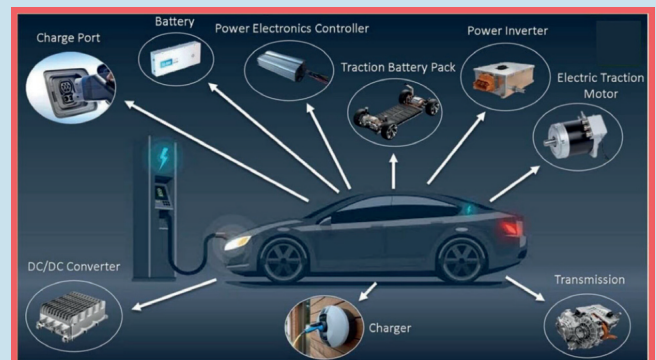 Battery
Power Electronics Controller
Power Inverter
Charge Port
Traction Battery Pack
Electric Traction
Motor
DC/DC Converter
Transmission
Charger